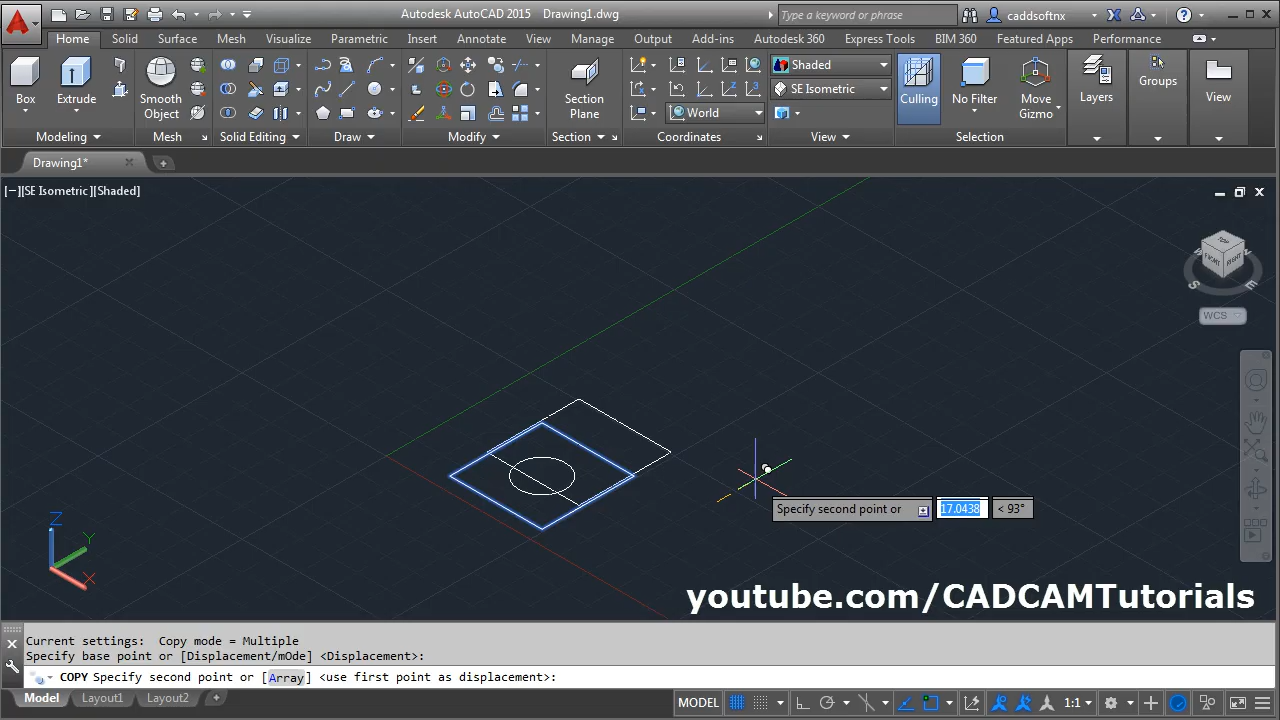 Autodesk AutoCAD 2015 Drawing1.dwg
Type a keyword or phrase
caddsoftnx
Home Solid Surface Mesh Visualize Parametric Insert Annotate View Manage Output Add-ins Autodesk 360 Express Tools BIM 360 Featured Apps Performance
Box
Extrude
Smooth
Object
Section
Plane
World
Shaded
SE Isometric
Culling
No Filter
Move
Gizmo
Layers
Groups
View
Modeling
Mesh
Solid Editing
Draw
Modify
Section
Coordinates
View
Selection
Drawing1*
[−][SE Isometric][Shaded]
TOP
FRONT
RIGHT
S
E
WCS
Specify second point or
17.0438
< 93°
Z
Y
X
youtube.com/CADCAMTutorials
Current settings: Copy mode = Multiple
Specify base point or [Displacement/mOde] <Displacement>:
COPY Specify second point or [Array] <use first point as displacement>:
Model Layout1 Layout2
MODEL
1:1